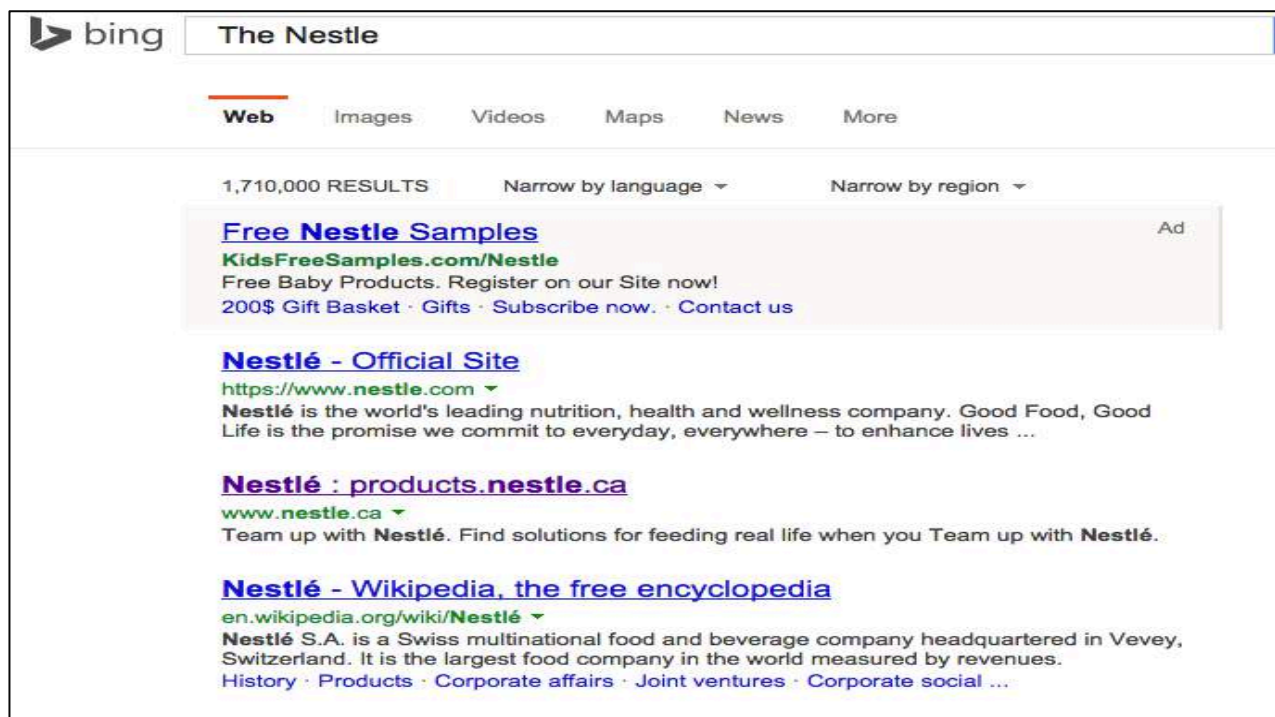 bing The Nestle
Web Images Videos Maps News More
1,710,000 RESULTS Narrow by language Narrow by region
Free Nestle Samples Ad
KidsFreeSamples.com/Nestle
Free Baby Products. Register on our Site now!
200$ Gift Basket · Gifts · Subscribe now. · Contact us
Nestlé - Official Site
https://www.nestle.com
Nestlé is the world's leading nutrition, health and wellness company. Good Food, Good
Life is the promise we commit to everyday, everywhere – to enhance lives ...
Nestlé : products.nestle.ca
www.nestle.ca
Team up with Nestlé. Find solutions for feeding real life when you Team up with Nestlé.
Nestlé - Wikipedia, the free encyclopedia
en.wikipedia.org/wiki/Nestlé
Nestlé S.A. is a Swiss multinational food and beverage company headquartered in Vevey,
Switzerland. It is the largest food company in the world measured by revenues.
History · Products · Corporate affairs · Joint ventures · Corporate social ...